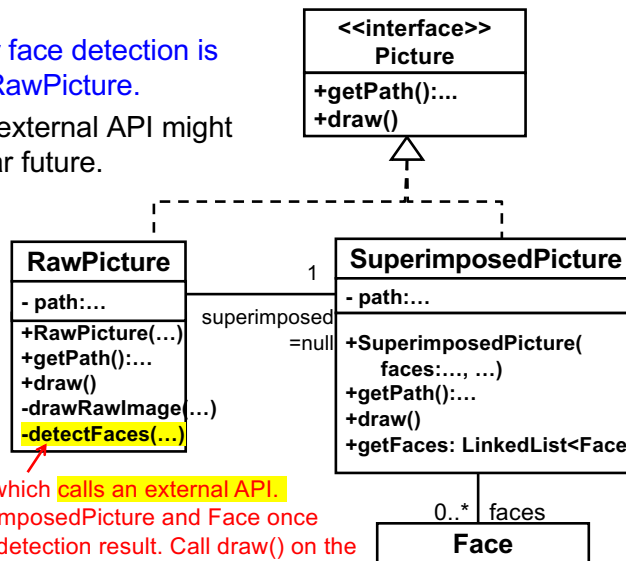 r face detection is
RawPicture.
external API might
ar future.
<<interface>>
Picture
+getPath():...
+draw()
RawPicture
- path:...
+RawPicture(...)
+getPath():...
+draw()
-drawRawImage(...)
-detectFaces(...)
1
superimposed
=null
SuperimposedPicture
- path:...
+SuperimposedPicture(
faces:..., ...)
+getPath():...
+draw()
+getFaces: LinkedList<Face
which calls an external API.
mposedPicture and Face once
detection result. Call draw() on the
0..* faces
Face